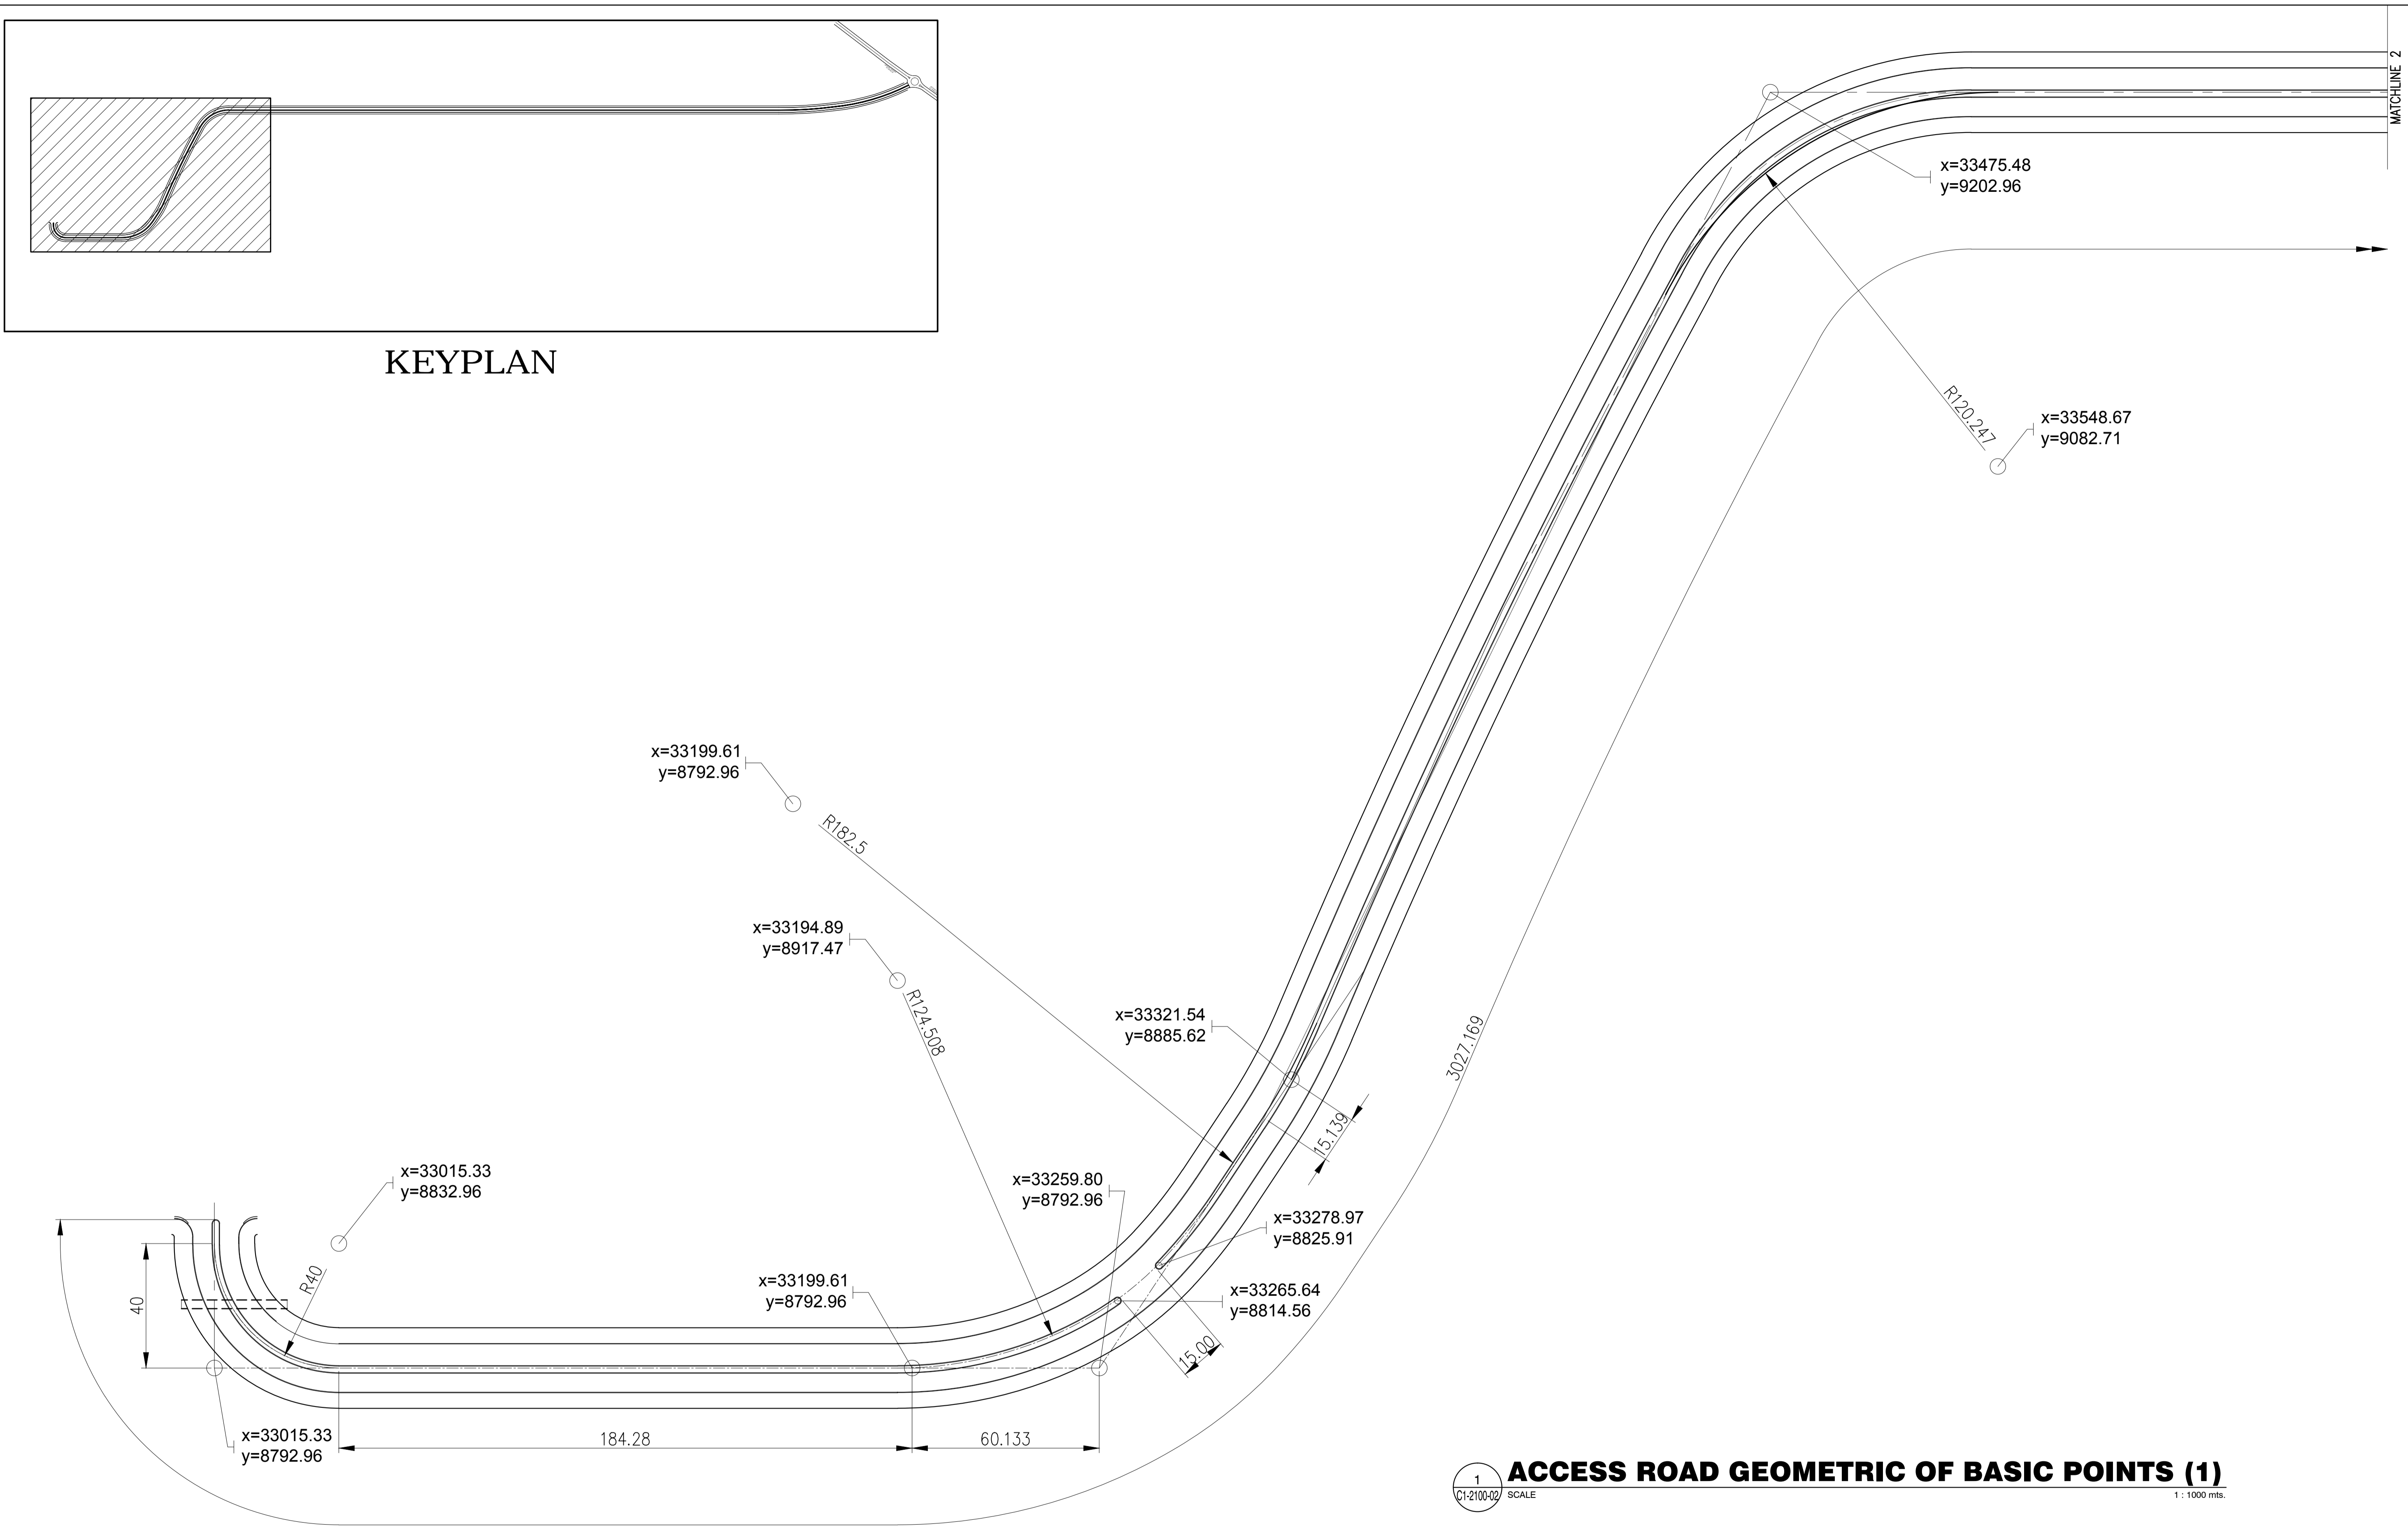 MATCHLINE 2
KEYPLAN
x=33475.48
y=9202.96
R120.247
x=33548.67
y=9082.71
x=33199.61
y=8792.96
R182.5
x=33194.89
y=8917.47
R124.508
x=33321.54
y=8885.62
15.139
3027.169
x=33015.33
y=8832.96
R40
40
x=33259.80
y=8792.96
x=33278.97
y=8825.91
x=33199.61
y=8792.96
x=33265.64
y=8814.56
15.00
x=33015.33
y=8792.96
184.28
60.133
1
C1-2100-02
ACCESS ROAD GEOMETRIC OF BASIC POINTS (1)
SCALE
1 : 1000 mts.